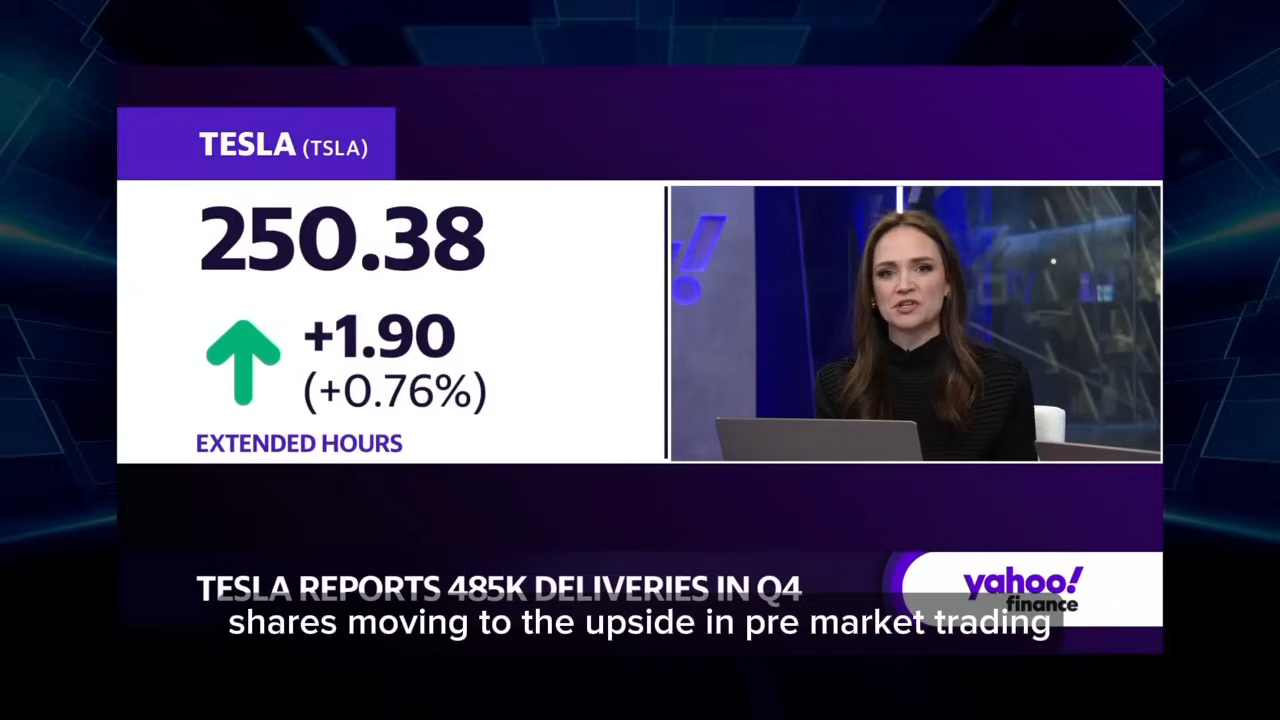 TESLA (TSLA)
250.38
+1.90
(+0.76%)
EXTENDED HOURS
TESLA REPORTS 485K DELIVERIES IN Q4
yahoo!
finance
shares moving to the upside in pre market trading